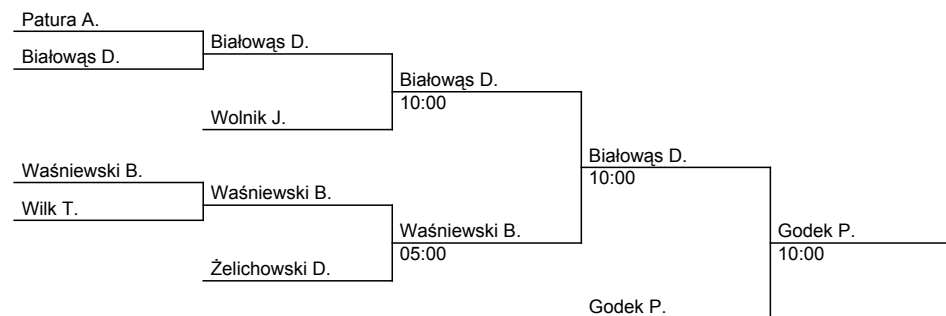 Patura A.
Białowąs D.
Białowąs D.
Białowąs D.
10:00
Wolnik J.
Białowąs D.
10:00
Waśniewski B.
Waśniewski B.
Wilk T.
Waśniewski B.
05:00
Godek P.
10:00
Żelichowski D.
Godek P.